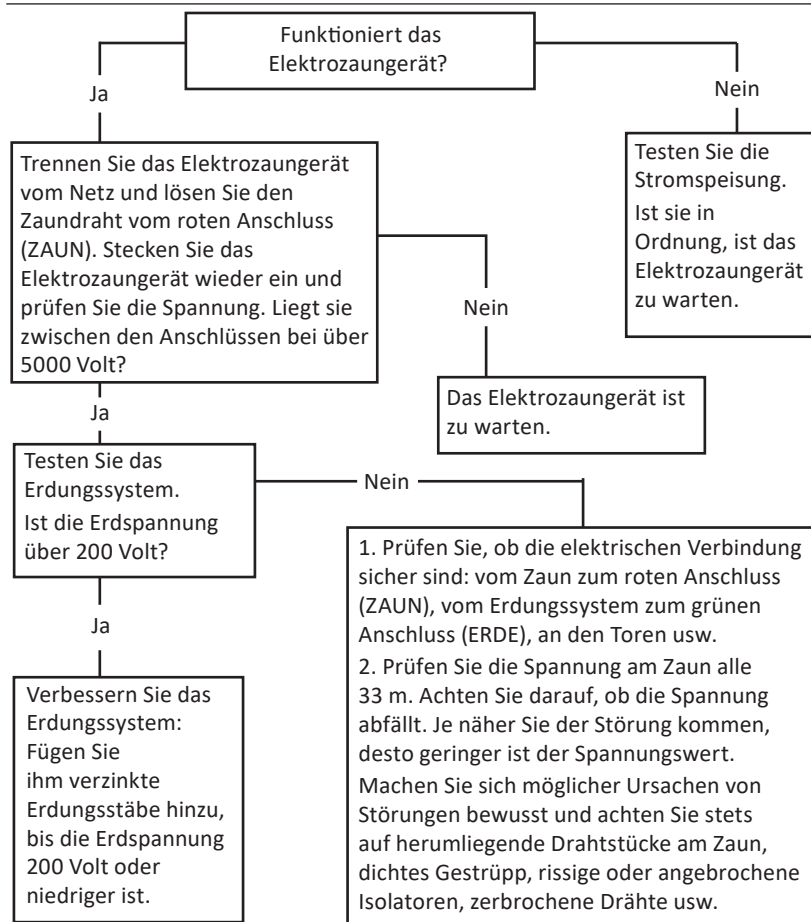 Funktioniert das
Elektrozaungerät?
Ja
Nein
Trennen Sie das Elektrozaungerät
vom Netz und lösen Sie den
Zaundraht vom roten Anschluss
(ZAUN). Stecken Sie das
Elektrozaungerät wieder ein und
prüfen Sie die Spannung. Liegt sie
zwischen den Anschlüssen bei über
5000 Volt?
Testen Sie die
Stromspeisung.
Ist sie in
Ordnung, ist das
Elektrozaungerät
zu warten.
Nein
Das Elektrozaungerät ist
zu warten.
Ja
Testen Sie das
Erdungssystem.
Ist die Erdspannung
über 200 Volt?
Nein
1. Prüfen Sie, ob die elektrischen Verbindung
sicher sind: vom Zaun zum roten Anschluss
(ZAUN), vom Erdungssystem zum grünen
Anschluss (ERDE), an den Toren usw.
2. Prüfen Sie die Spannung am Zaun alle
33 m. Achten Sie darauf, ob die Spannung
abfällt. Je näher Sie der Störung kommen,
desto geringer ist der Spannungswert.
Machen Sie sich möglicher Ursachen von
Störungen bewusst und achten Sie stets
auf herumliegende Drahtstücke am Zaun,
dichtes Gestrüpp, rissige oder angebrochene
Isolatoren, zerbrochene Drähte usw.
Ja
Verbessern Sie das
Erdungssystem:
Fügen Sie
ihm verzinkte
Erdungsstäbe hinzu,
bis die Erdspannung
200 Volt oder
niedriger ist.